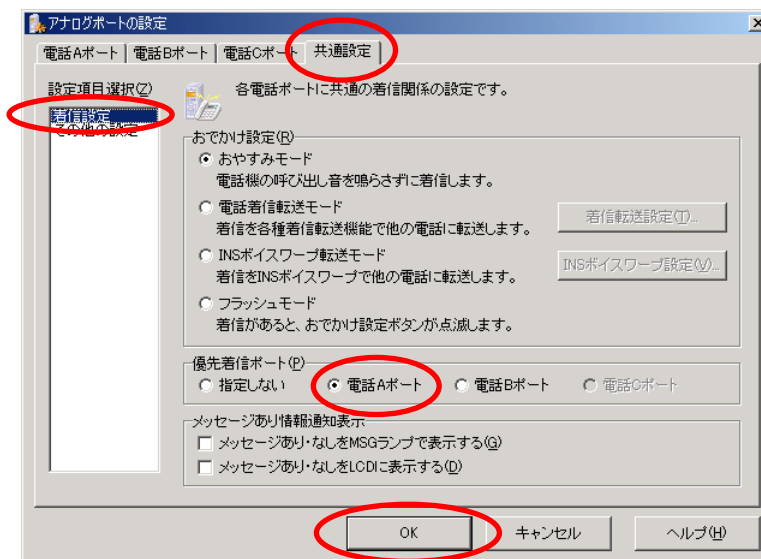 アナログポートの設定
電話Aポート 電話Bポート 電話Cポート 共通設定
設定項目選択(Z)
着信設定
その他の設定
各電話ポートに共通の着信関係の設定です。
おでかけ設定(R)
おやすみモード
電話機の呼び出し音を鳴らさずに着信します。
電話着信転送モード
着信を各種着信転送機能で他の電話に転送します。
着信転送設定(T)...
INSボイスワープ転送モード
着信をINSボイスワープで他の電話に転送します。
INSボイスワープ設定(V)...
フラッシュモード
着信があると、おでかけ設定ボタンが点滅します。
優先着信ポート(P)
指定しない 電話Aポート 電話Bポート 電話Cポート
メッセージあり情報通知表示
メッセージあり・なしをMSGランプで表示する(G)
メッセージあり・なしをLCDに表示する(D)
OK キャンセル ヘルプ(H)